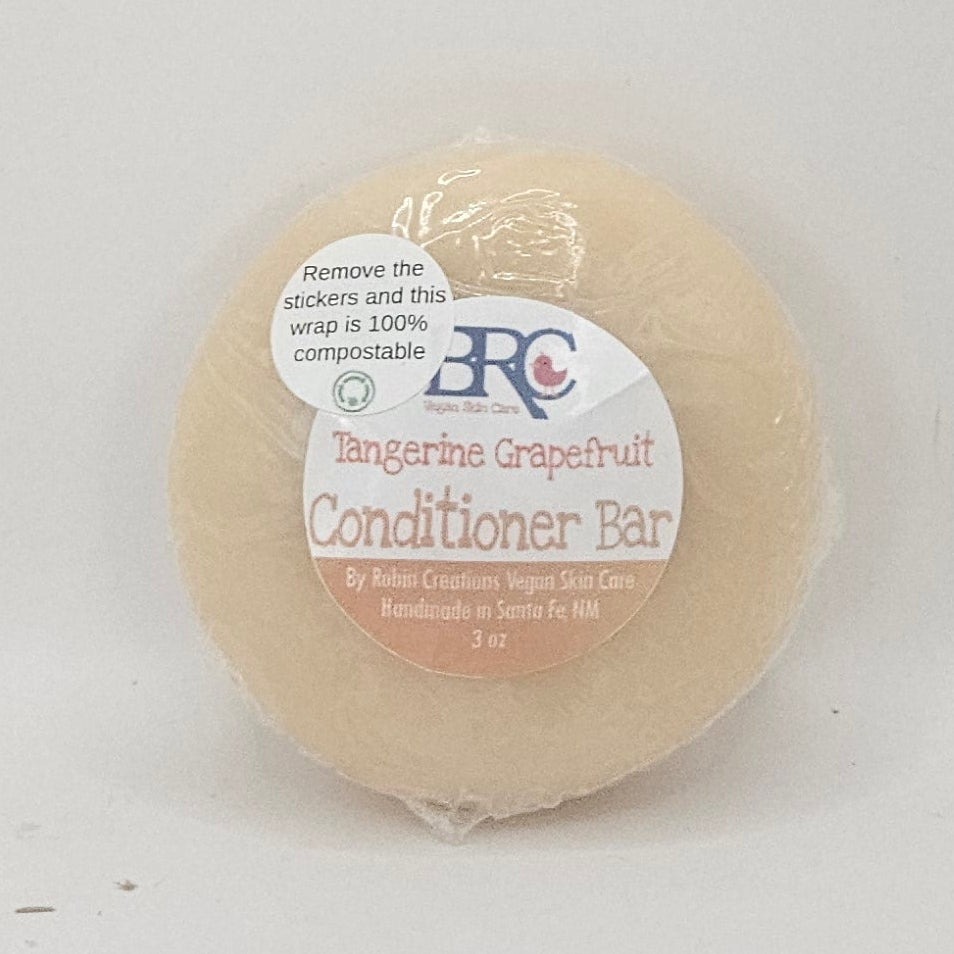 Remove the
stickers and this
wrap is 100%
compostable
BRC
Vegan Skin Care
Tangerine Grapefruit
Conditioner Bar
By Robin Creations Vegan Skin Care
Handmade in Santa Fe, NM
3 oz